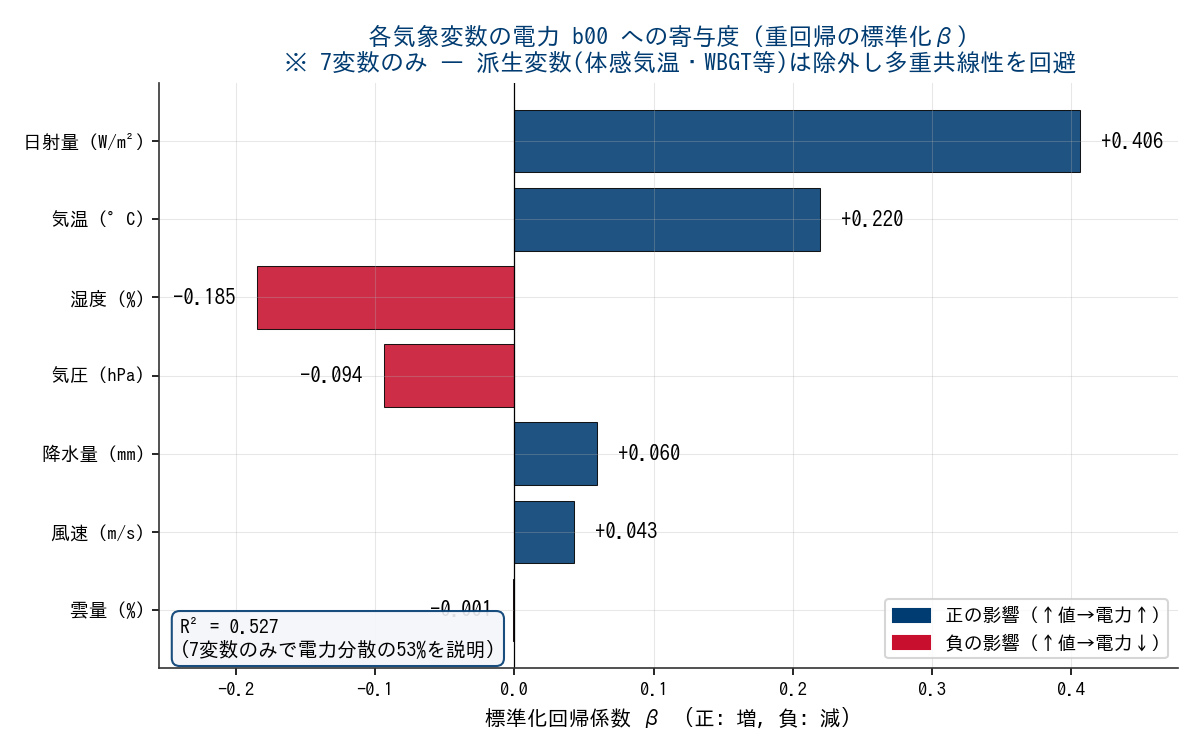 各気象変数の電力 b00 への寄与度 (重回帰の標準化β)
※ 7変数のみ — 派生変数(体感気温・WBGT等)は除外し多重共線性を回避
日射量 (W/m²)
+0.406
気温 (°C)
+0.220
湿度 (%)
-0.185
気圧 (hPa)
-0.094
降水量 (mm)
+0.060
風速 (m/s)
+0.043
雲量 (%)
-0.001
R² = 0.527
(7変数のみで電力分散の53%を説明)
正の影響 (↑値→電力↑)
負の影響 (↑値→電力↓)
-0.2 -0.1 0.0 0.1 0.2 0.3 0.4
標準化回帰係数 β (正: 増, 負: 減)